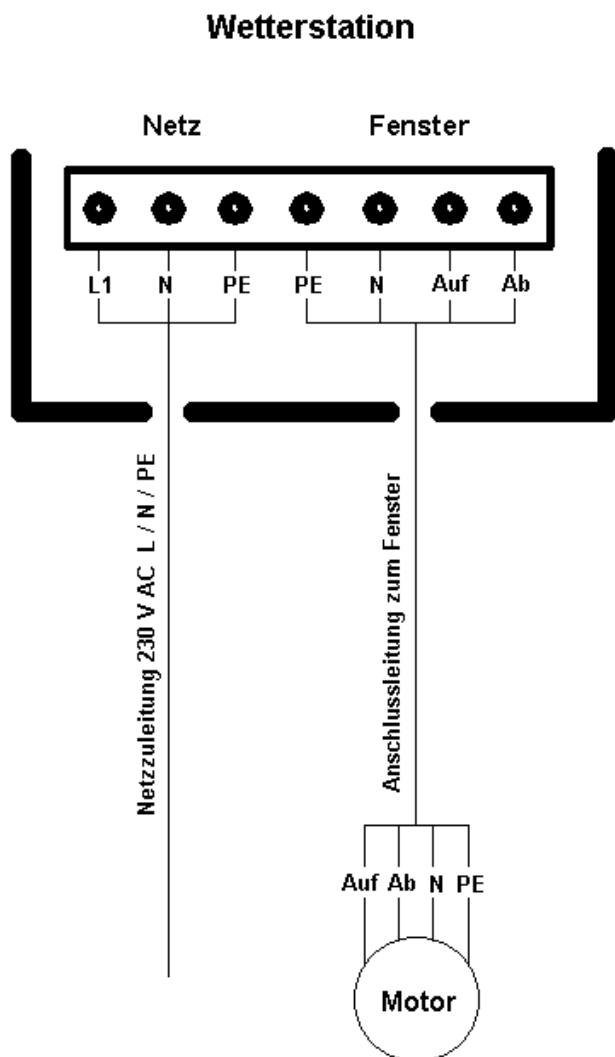 Wetterstation
Netz
Fenster
L1 N PE PE N Auf Ab
Netzzuleitung 230 V AC L / N / PE
Anschlussleitung zum Fenster
Auf Ab N PE
Motor